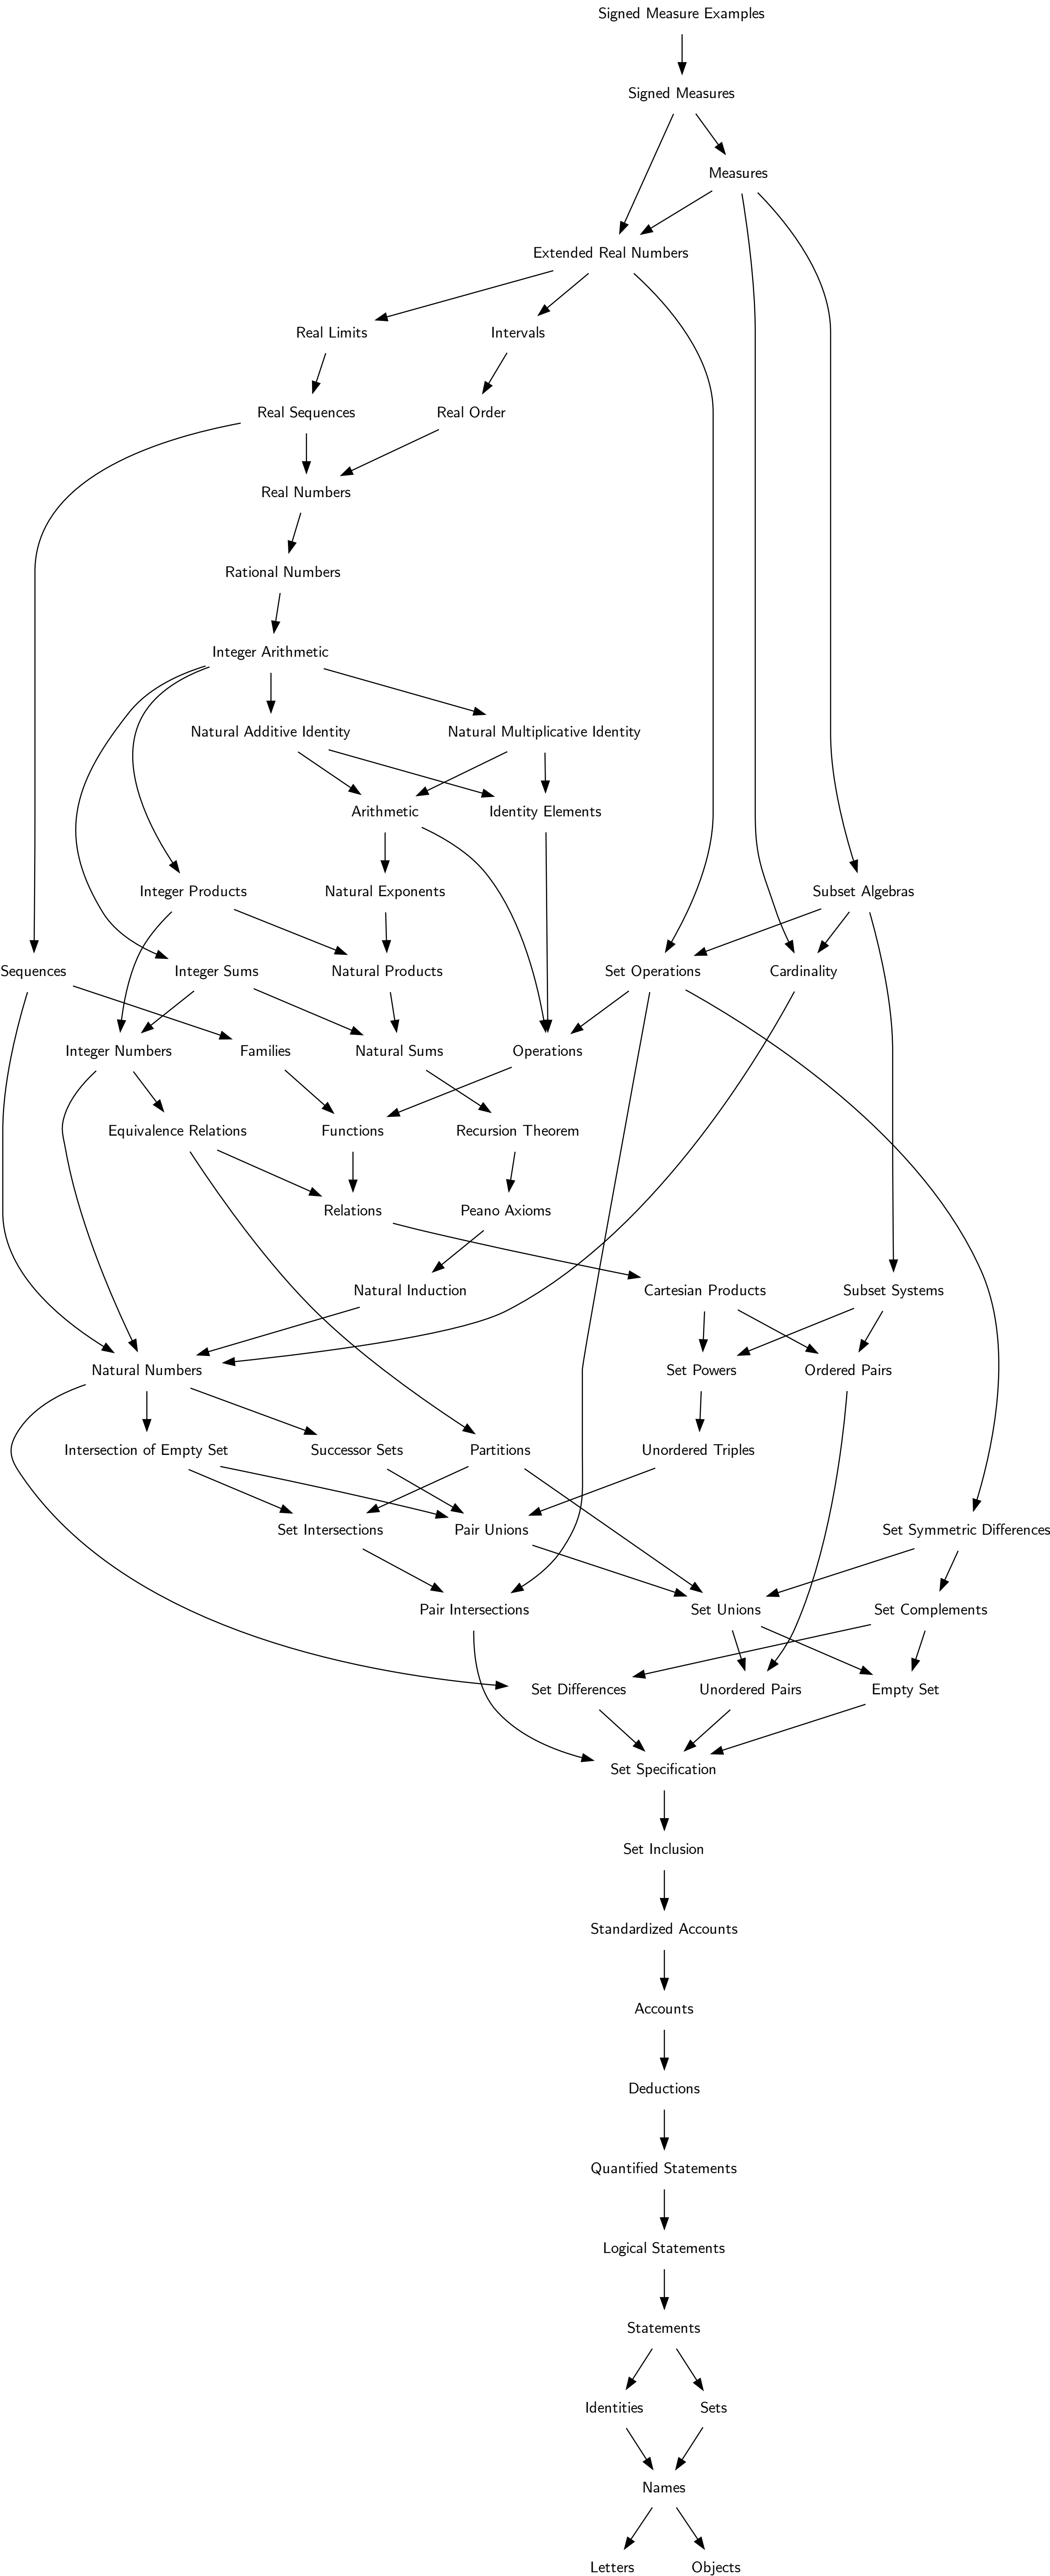 Signed Measure Examples
Signed Measures
Measures
Extended Real Numbers
Real Limits
Intervals
Real Sequences
Real Order
Real Numbers
Rational Numbers
Integer Arithmetic
Natural Additive Identity
Natural Multiplicative Identity
Arithmetic
Identity Elements
Integer Products
Natural Exponents
Subset Algebras
Sequences
Integer Sums
Natural Products
Set Operations
Cardinality
Integer Numbers
Families
Natural Sums
Operations
Equivalence Relations
Functions
Recursion Theorem
Relations
Peano Axioms
Natural Induction
Cartesian Products
Subset Systems
Natural Numbers
Set Powers
Ordered Pairs
Intersection of Empty Set
Successor Sets
Partitions
Unordered Triples
Set Intersections
Pair Unions
Set Symmetric Differences
Pair Intersections
Set Unions
Set Complements
Set Differences
Unordered Pairs
Empty Set
Set Specification
Set Inclusion
Standardized Accounts
Accounts
Deductions
Quantified Statements
Logical Statements
Statements
Identities
Sets
Names
Letters
Objects